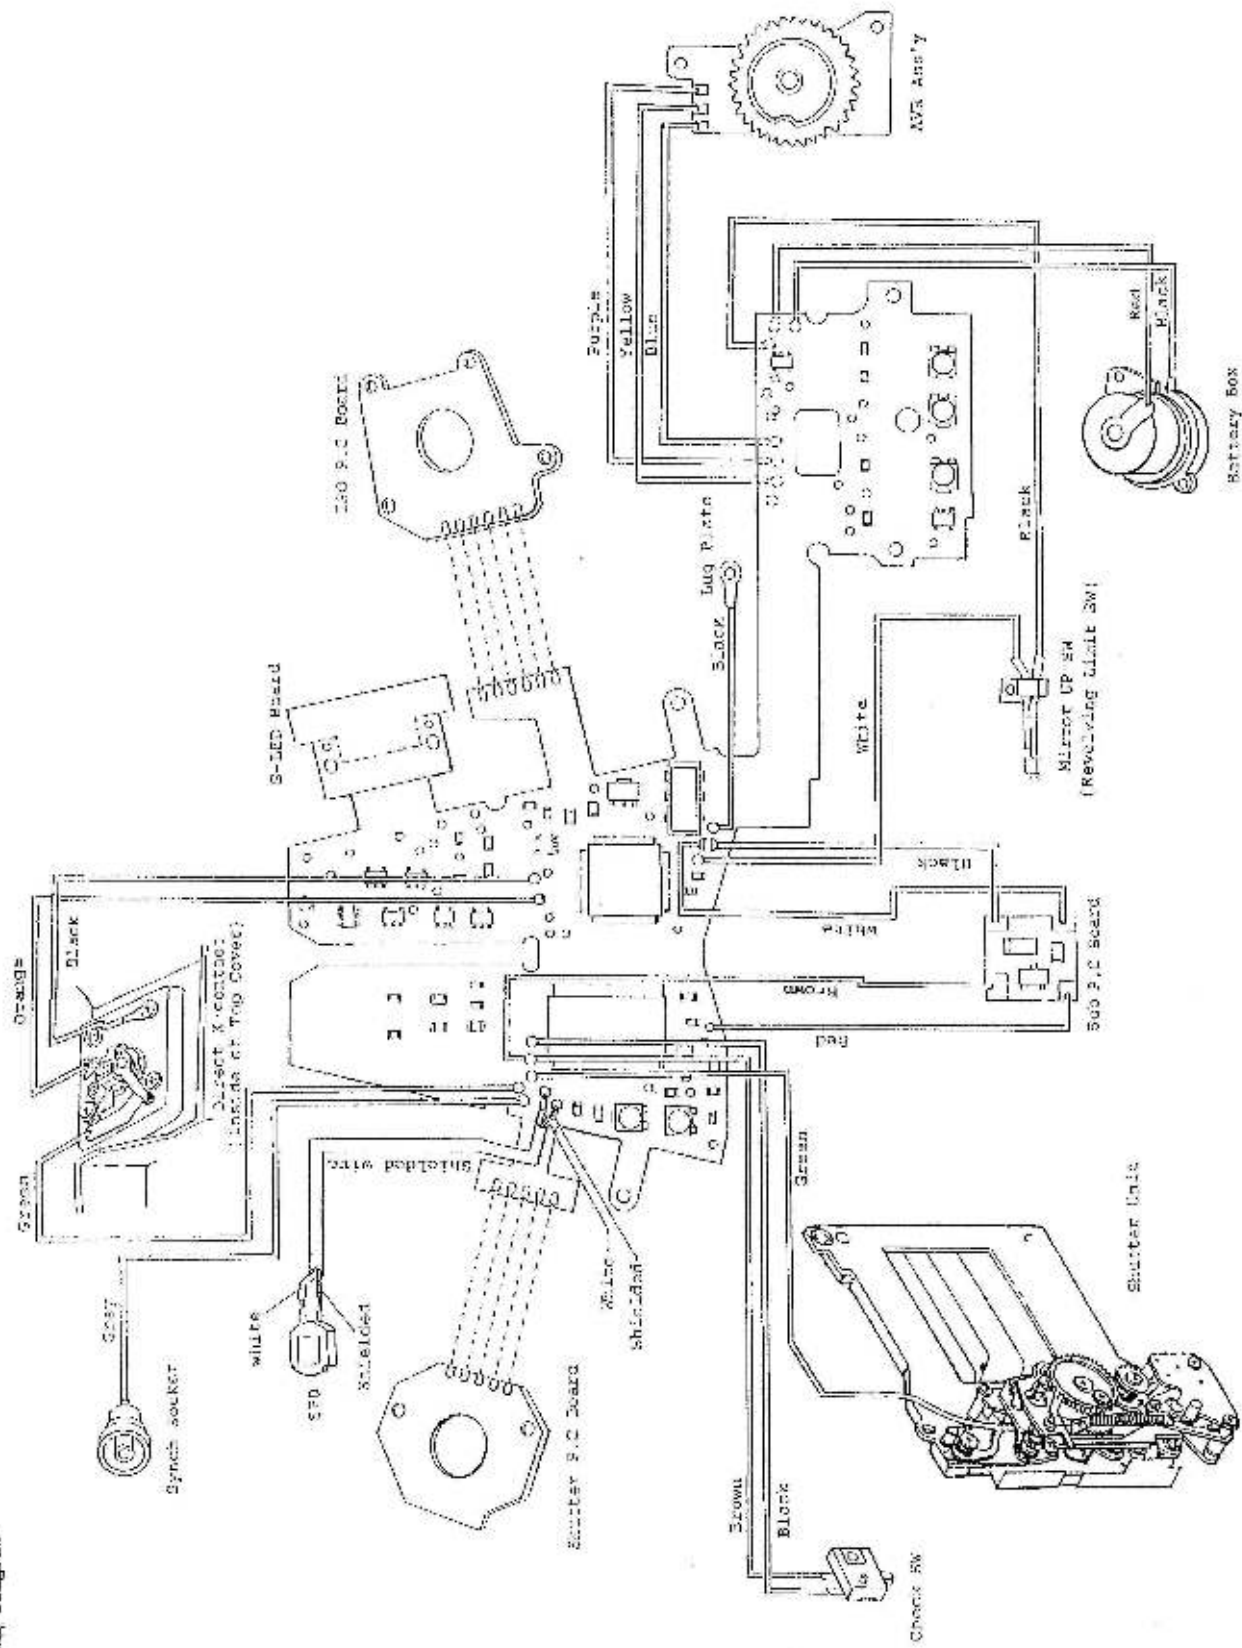 Orange
Black
Green
Direct X-contact
(inside of Top Cover)
Gray
Synch socket
White
SPD
Shielded
Shielded wire
White
Shielded
Shutter P.C Board
S-LED Board
ISO P.C Board
Purple
Yellow
Blue
AVR Ass'y
Lug Plate
Black
White
Black
White
Brown
Red
Sub P.C Board
Black
Mirror UP SW
(Revolving Limit SW)
Red
Black
Battery Box
Green
Shutter Unit
Brown
Black
Check SW